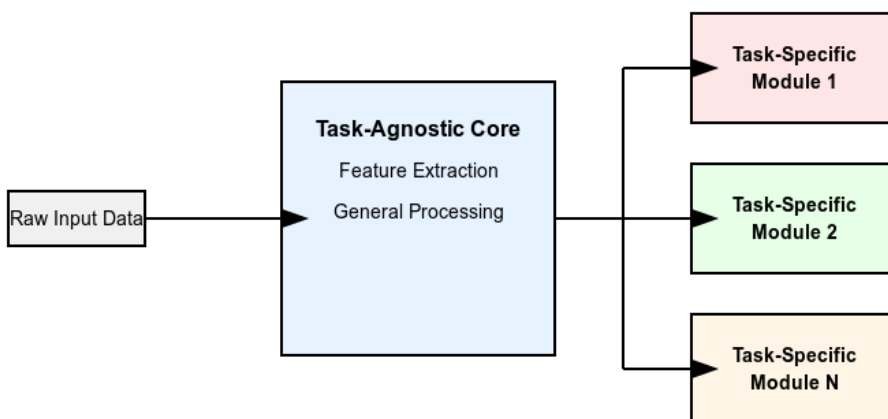 Raw Input Data
Task-Agnostic Core
Feature Extraction
General Processing
Task-Specific
Module 1
Task-Specific
Module 2
Task-Specific
Module N